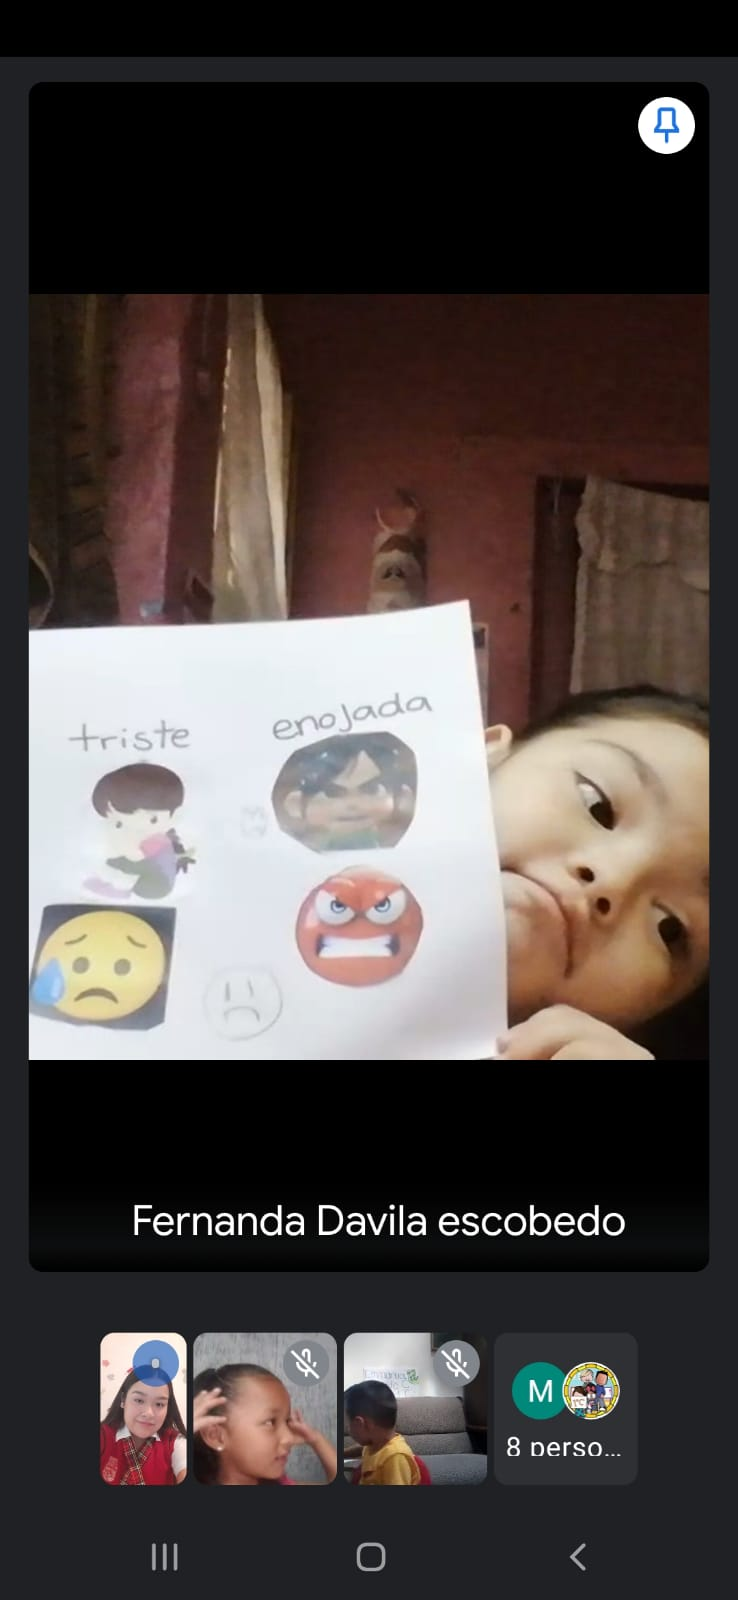 triste
enojada
Fernanda Davila escobedo
M
8 perso...